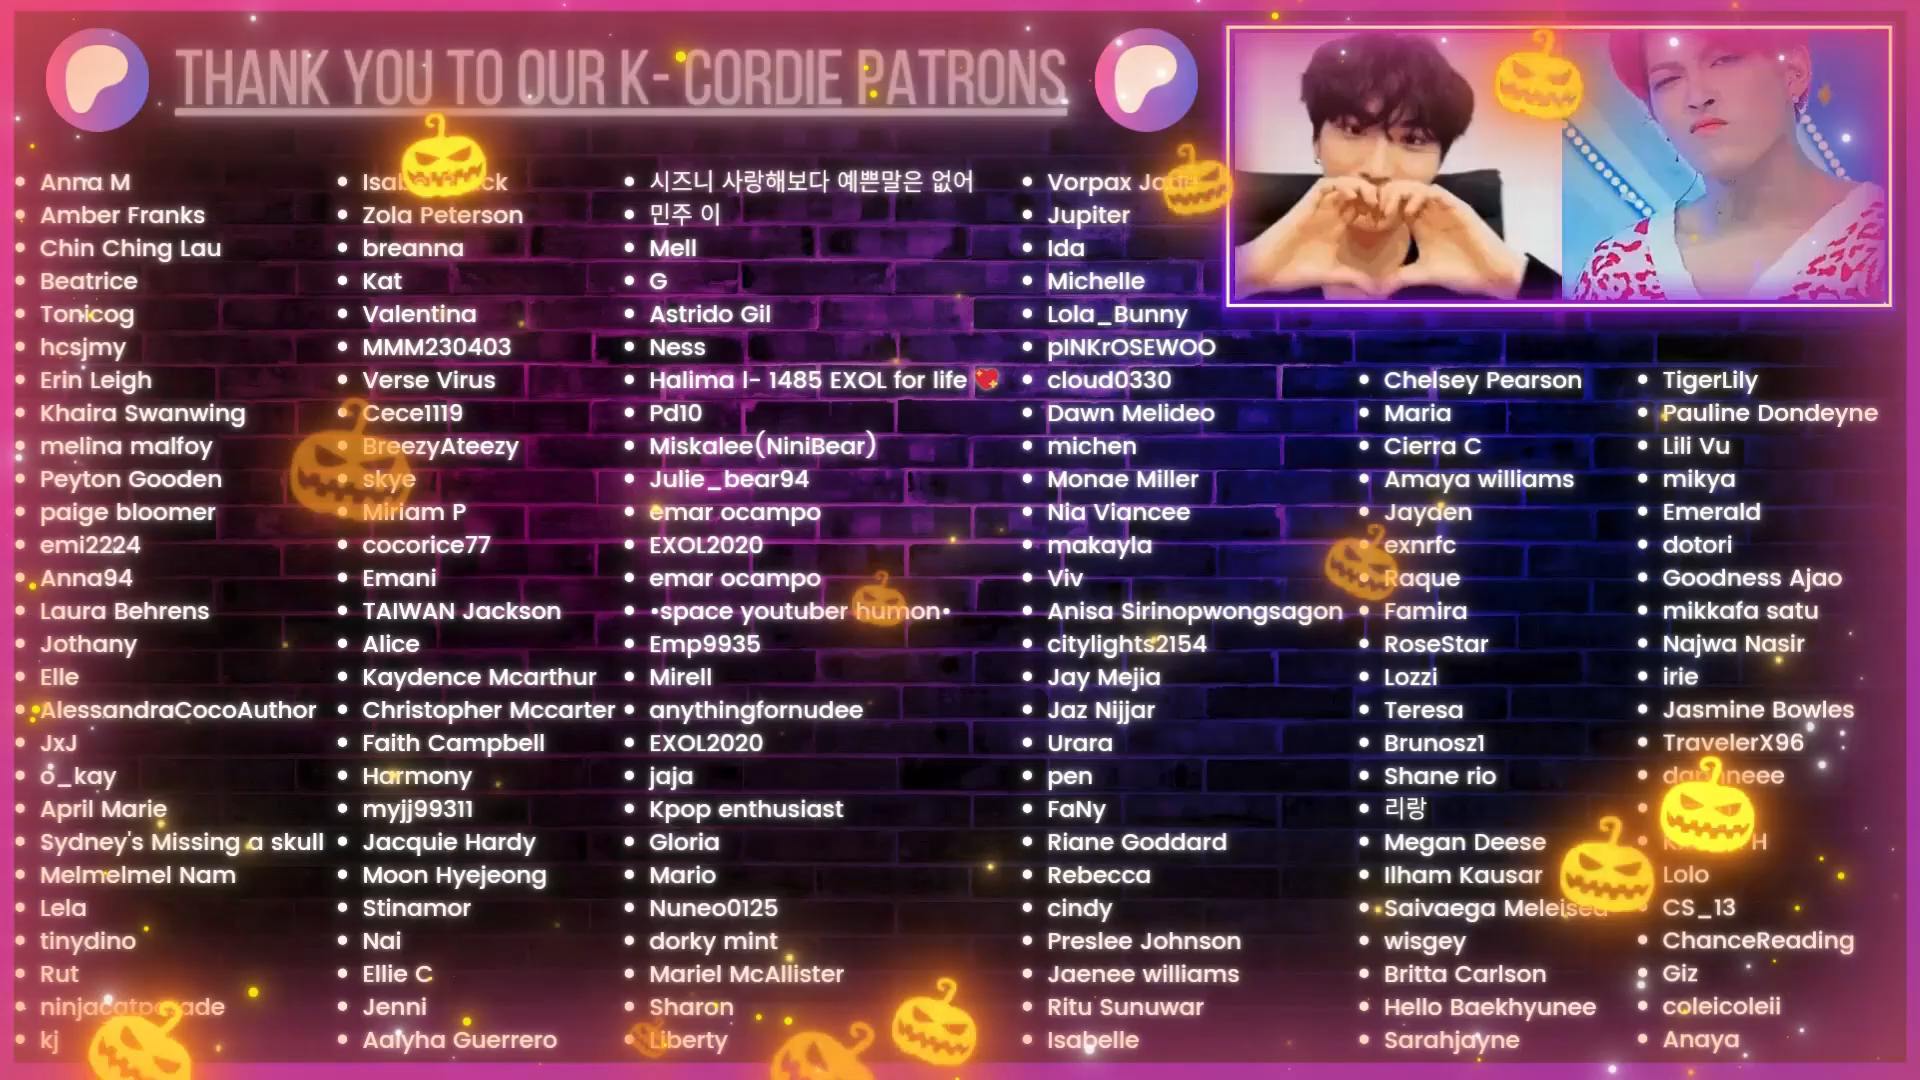 THANK YOU TO OUR K- CORDIE PATRONS
Anna M
Amber Franks
Chin Ching Lau
Beatrice
Tonicog
hcsjmy
Erin Leigh
Khaira Swanwing
melina malfoy
Peyton Gooden
paige bloomer
emi2224
Anna94
Laura Behrens
Jothany
Elle
AlessandraCocoAuthor
JxJ
o_kay
April Marie
Sydney's Missing a skull
Melmelmel Nam
Lela
tinydino
Rut
kj
Zola Peterson
breanna
Kat
Valentina
MMM230403
Verse Virus
Cece1119
BreezyAteezy
skye
Miriam P
cocorice77
Emani
TAIWAN Jackson
Alice
Kaydence Mcarthur
Christopher Mccarter
Faith Campbell
Harmony
myjj99311
Jacquie Hardy
Moon Hyejeong
Stinamor
Nai
Ellie C
Jenni
Aalyha Guerrero
시즈니 사랑해보다 예쁜말은 없어
민주 이
Mell
G
Astrido Gil
Ness
Halima l- 1485 EXOL for life 💖
Pd10
Miskalee(NiniBear)
Julie_bear94
emar ocampo
EXOL2020
emar ocampo
•space youtuber humon•
Emp9935
Mirell
anythingfornudee
EXOL2020
jaja
Kpop enthusiast
Gloria
Mario
Nuneo0125
dorky mint
Mariel McAllister
Sharon
Liberty
Vorpax
Jupiter
Ida
Michelle
Lola_Bunny
pINKrOSEWOO
cloud0330
Dawn Melideo
michen
Monae Miller
Nia Viancee
makayla
Viv
Anisa Sirinopwongsagon
citylights2154
Jay Mejia
Jaz Nijjar
Urara
pen
FaNy
Riane Goddard
Rebecca
cindy
Preslee Johnson
Jaenee williams
Ritu Sunuwar
Isabelle
Chelsey Pearson
Maria
Cierra C
Amaya williams
Jayden
exnrfc
Raque
Famira
RoseStar
Lozzi
Teresa
Brunosz1
Shane rio
리랑
Megan Deese
Ilham Kausar
Saivaega
wisgey
Britta Carlson
Hello Baekhyunee
Sarahjayne
TigerLily
Pauline Dondeyne
Lili Vu
mikya
Emerald
dotori
Goodness Ajao
mikkafa satu
Najwa Nasir
irie
Jasmine Bowles
TravelerX96
H
Lolo
CS_13
ChanceReading
Giz
coleicoleii
Anaya